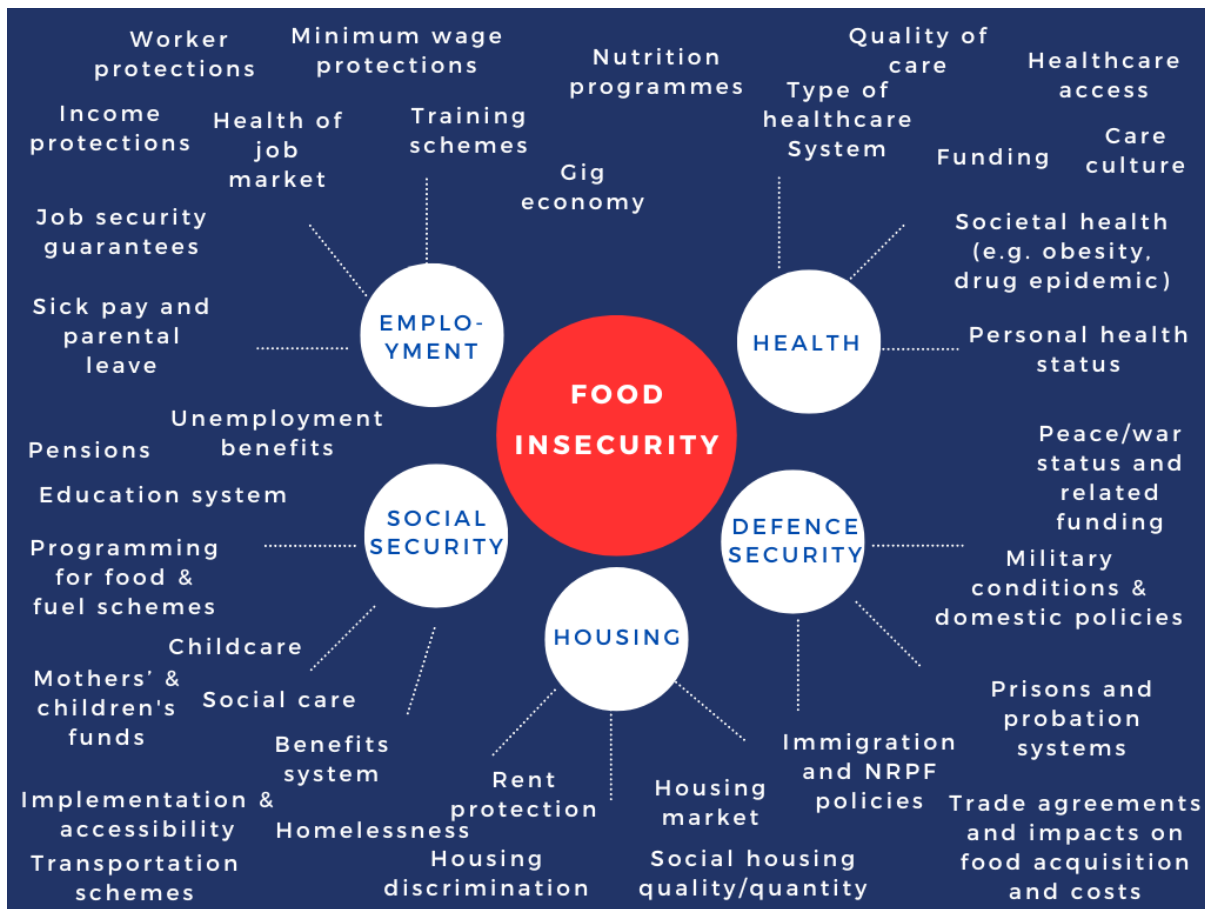 Worker
protections
Minimum wage
protections
Nutrition
programmes
Quality of
care
Healthcare
access
Income
protections
Health of
job
market
Training
schemes
Gig
economy
Type of
healthcare
System
Funding
Care
culture
Job security
guarantees
Societal health
(e.g. obesity,
drug epidemic)
Sick pay and
parental
leave
EMPLO-
YMENT
HEALTH
Personal health
status
FOOD
INSECURITY
Unemployment
benefits
Pensions
Education system
Peace/war
status and
related
funding
SOCIAL
SECURITY
DEFENCE
SECURITY
Programming
for food &
fuel schemes
Military
conditions &
domestic policies
HOUSING
Childcare
Mothers’ &
children's
funds
Social care
Prisons and
probation
systems
Benefits
system
Rent
protection
Housing
market
Immigration
and NRPF
policies
Implementation &
accessibility
Homelessness
Trade agreements
and impacts on
food acquisition
and costs
Transportation
schemes
Housing
discrimination
Social housing
quality/quantity